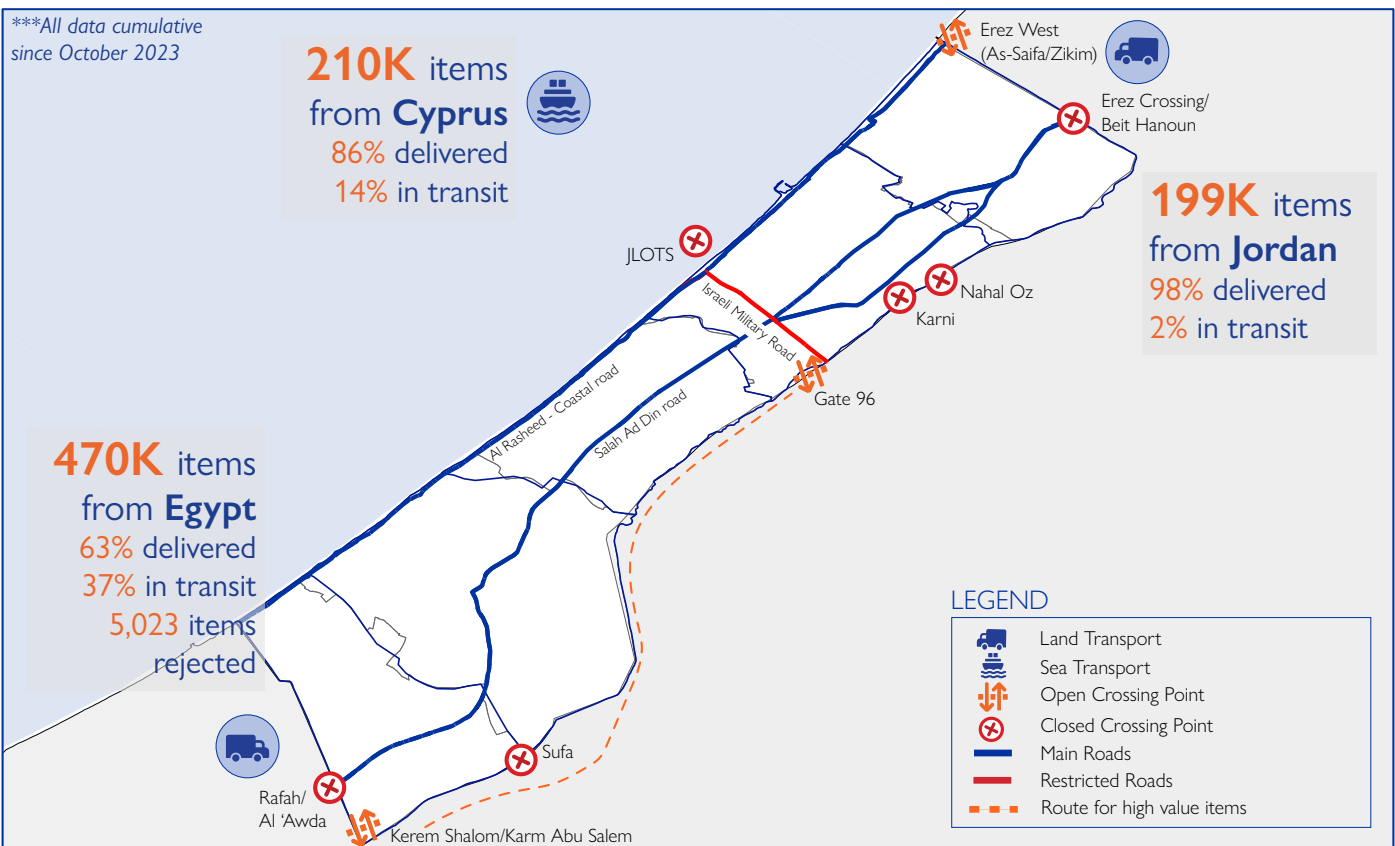 ***All data cumulative
since October 2023
210K items
from Cyprus
86% delivered
14% in transit
Erez West
(As-Saifa/Zikim)
Erez Crossing/
Beit Hanoun
199K items
from Jordan
98% delivered
2% in transit
JLOTS
Nahal Oz
Karni
Israeli Military Road
Gate 96
Al Rasheed - Coastal road
Salah Ad Din road
470K items
from Egypt
63% delivered
37% in transit
5,023 items
rejected
Sufa
Rafah/
Al 'Awda
Kerem Shalom/Karm Abu Salem
LEGEND
Land Transport
Sea Transport
Open Crossing Point
Closed Crossing Point
Main Roads
Restricted Roads
Route for high value items